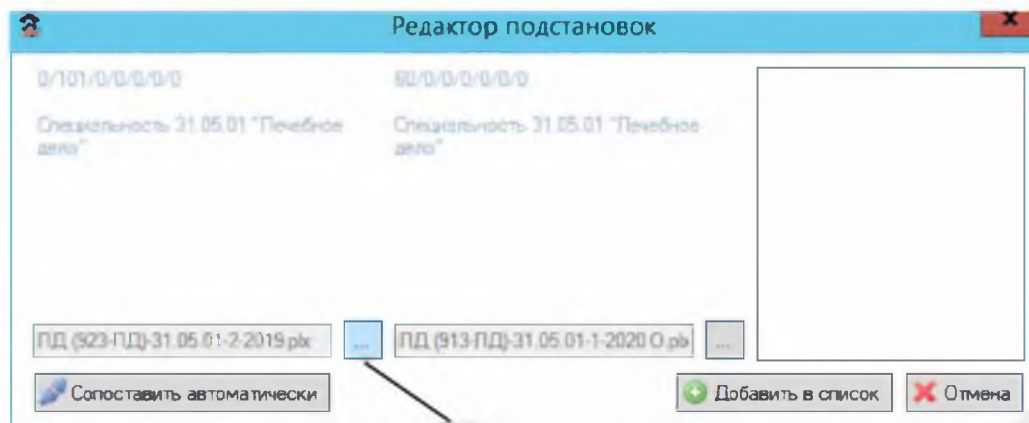 Редактор подстановок
0/101/0/0/0/0/0
60/0/0/0/0/0/0
Специальность 31.05.01 "Лечебное
дело"
Специальность 31.05.01 "Лечебное
дело"
ПД (923-ПД)-31.05.01-2-2019.plx
...
ПД (913-ПД)-31.05.01-1-2020 О.plx
...
Сопоставить автоматически
Добавить в список
Отмена